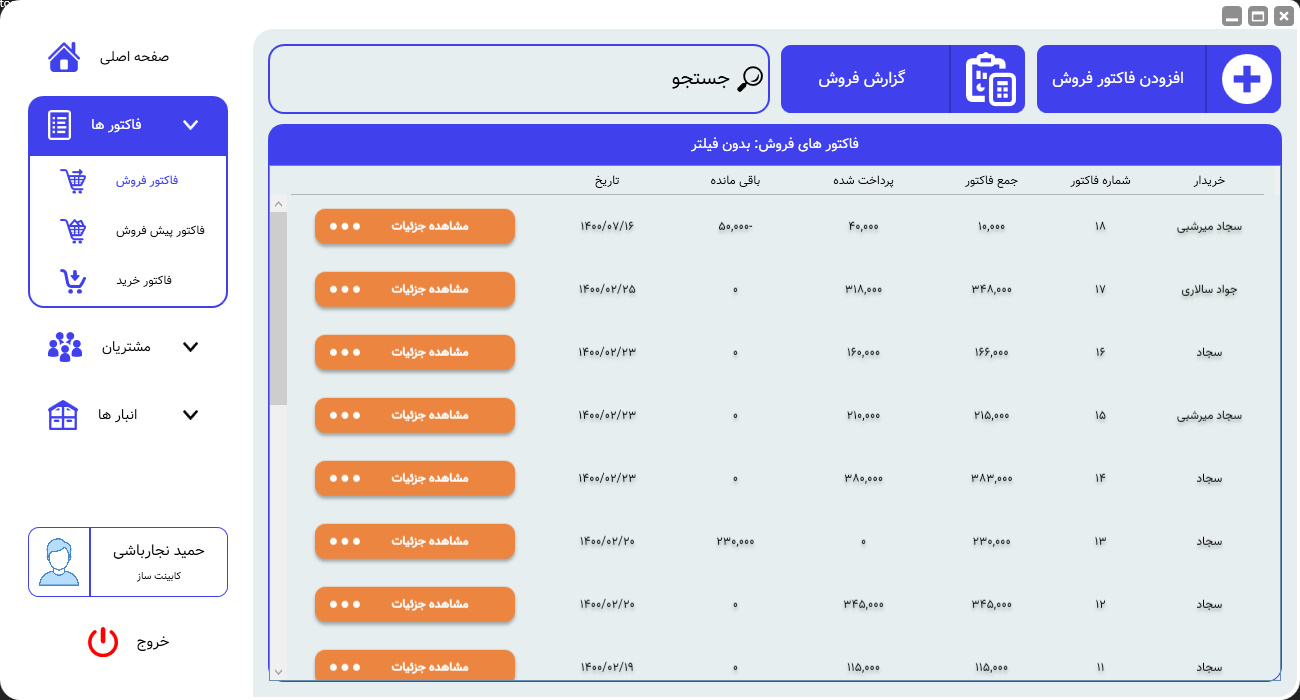 to
صفحه اصلی
فاکتور ها
فاکتور فروش
فاکتور پیش فروش
فاکتور خرید
مشتریان
انبار ها
حمید نجارباشی
کابینت ساز
خروج
افزودن فاکتور فروش
گزارش فروش
جستجو
فاکتور های فروش: بدون فیلتر
خریدار شماره فاکتور جمع فاکتور پرداخت شده باقی مانده تاریخ
سجاد میرشبی ۱۸ ۱۰,۰۰۰ ۴۰,۰۰۰ ۵۰,۰۰۰- ۱۴۰۰/۰۷/۱۶ مشاهده جزئیات
جواد سالاری ۱۷ ۳۴۸,۰۰۰ ۳۱۸,۰۰۰ ۰ ۱۴۰۰/۰۲/۲۵ مشاهده جزئیات
سجاد ۱۶ ۱۶۶,۰۰۰ ۱۶۰,۰۰۰ ۰ ۱۴۰۰/۰۲/۲۳ مشاهده جزئیات
سجاد میرشبی ۱۵ ۲۱۵,۰۰۰ ۲۱۰,۰۰۰ ۰ ۱۴۰۰/۰۲/۲۳ مشاهده جزئیات
سجاد ۱۴ ۳۸۳,۰۰۰ ۳۸۰,۰۰۰ ۰ ۱۴۰۰/۰۲/۲۳ مشاهده جزئیات
سجاد ۱۳ ۲۳۰,۰۰۰ ۰ ۲۳۰,۰۰۰ ۱۴۰۰/۰۲/۲۰ مشاهده جزئیات
سجاد ۱۲ ۳۴۵,۰۰۰ ۳۴۵,۰۰۰ ۰ ۱۴۰۰/۰۲/۲۰ مشاهده جزئیات
سجاد ۱۱ ۱۱۵,۰۰۰ ۱۱۵,۰۰۰ ۰ ۱۴۰۰/۰۲/۱۹ مشاهده جزئیات